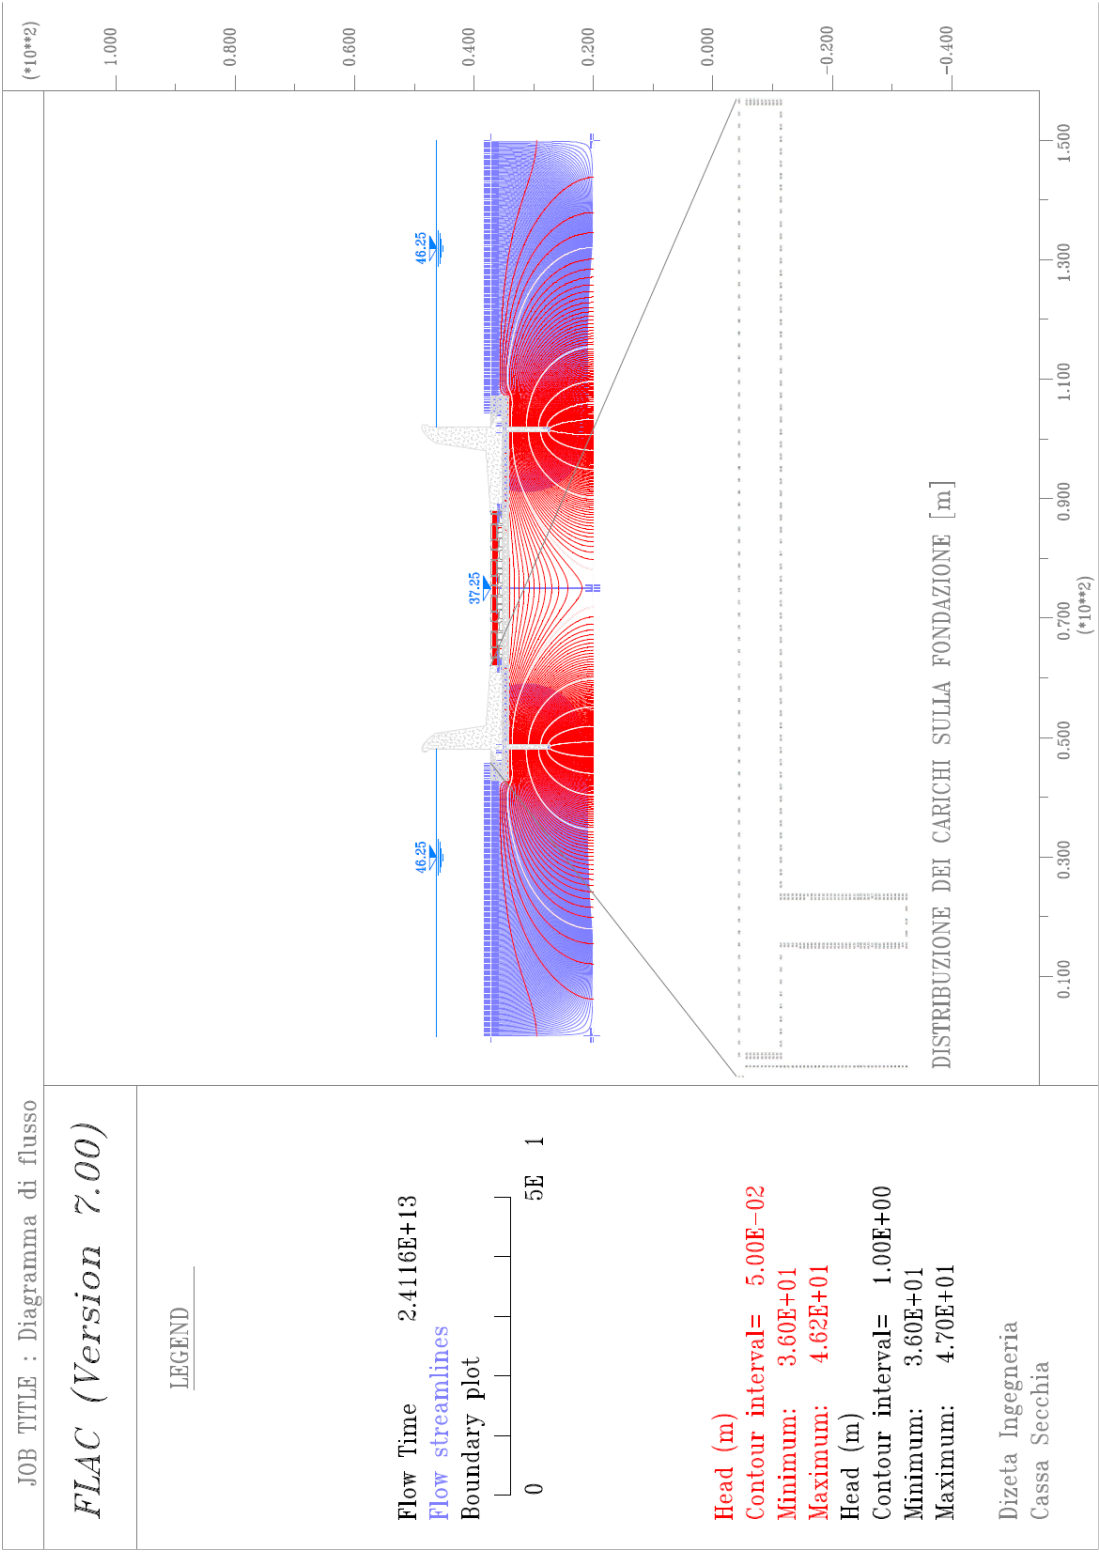 JOB TITLE : Diagramma di flusso
(*10**2)
FLAC (Version 7.00)
LEGEND
Flow Time 2.4116E+13
Flow streamlines
Boundary plot
0 5E 1
Head (m)
Contour interval= 5.00E-02
Minimum: 3.60E+01
Maximum: 4.62E+01
Head (m)
Contour interval= 1.00E+00
Minimum: 3.60E+01
Maximum: 4.70E+01
Dizeta Ingegneria
Cassa Secchia
1.000
0.800
0.600
0.400
0.200
0.000
-0.200
-0.400
46.25
37.25
46.25
DISTRIBUZIONE DEI CARICHI SULLA FONDAZIONE [m]
0.100 0.300 0.500 0.700 0.900 1.100 1.300 1.500
(*10**2)